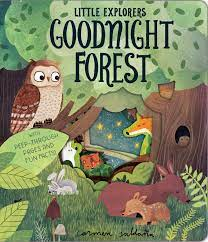 LITTLE EXPLORERS
GOODNIGHT
FOREST
WITH
PEEP-THROUGH
PAGES AND
FUN FACTS!
carmen saldaña